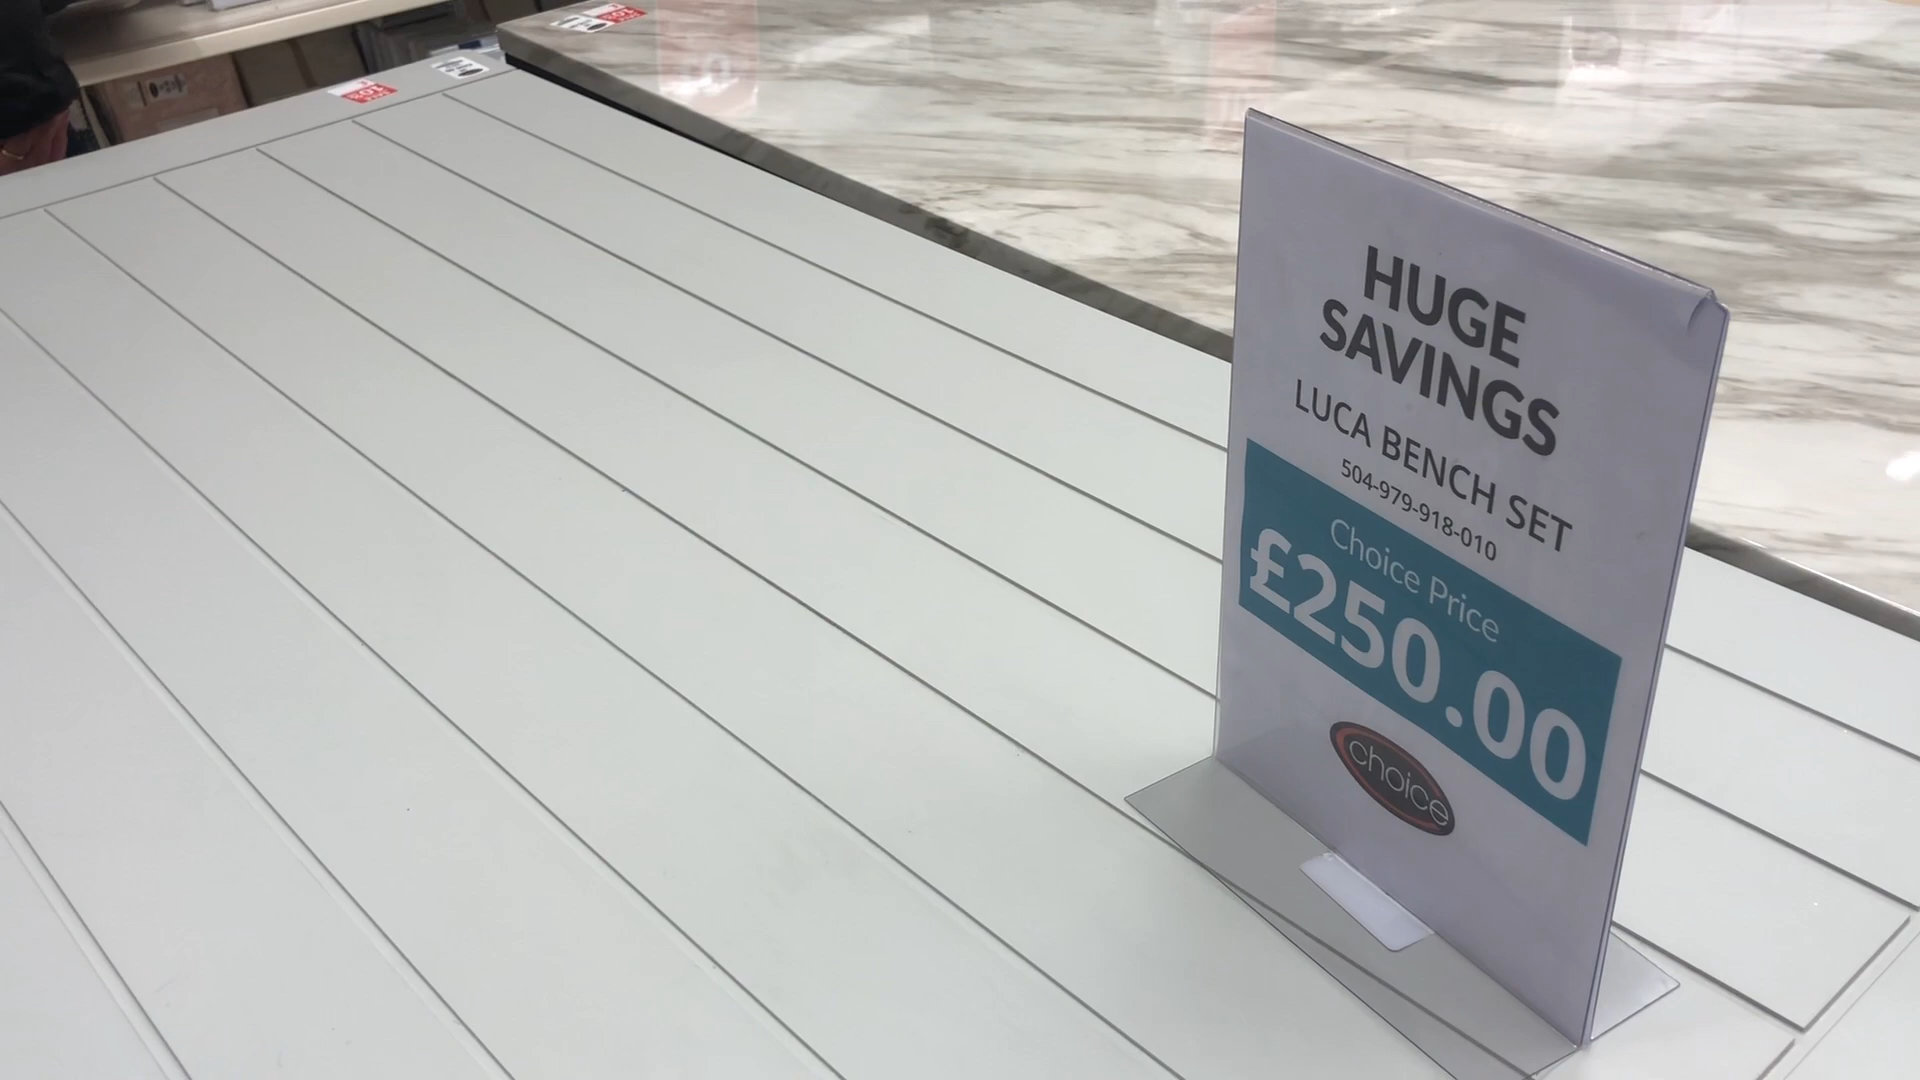 HUGE
SAVINGS
LUCA BENCH SET
504-979-918-010
Choice Price
£250.00
choice